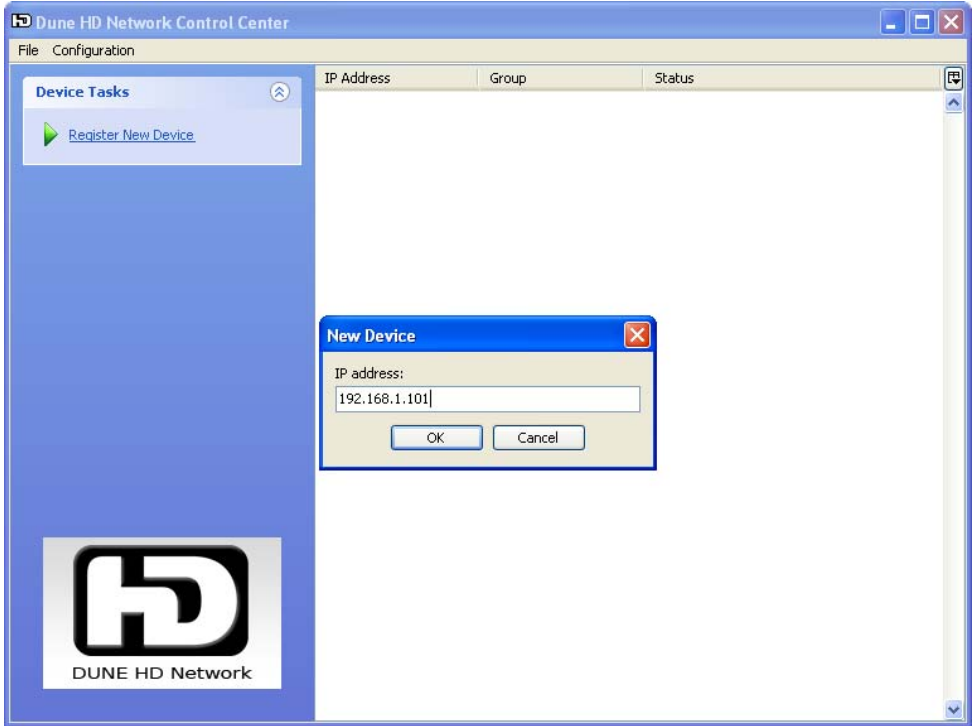 Dune HD Network Control Center
File Configuration
Device Tasks
Register New Device
IP Address Group Status
New Device
IP address:
192.168.1.101
OK Cancel
HD
DUNE HD Network